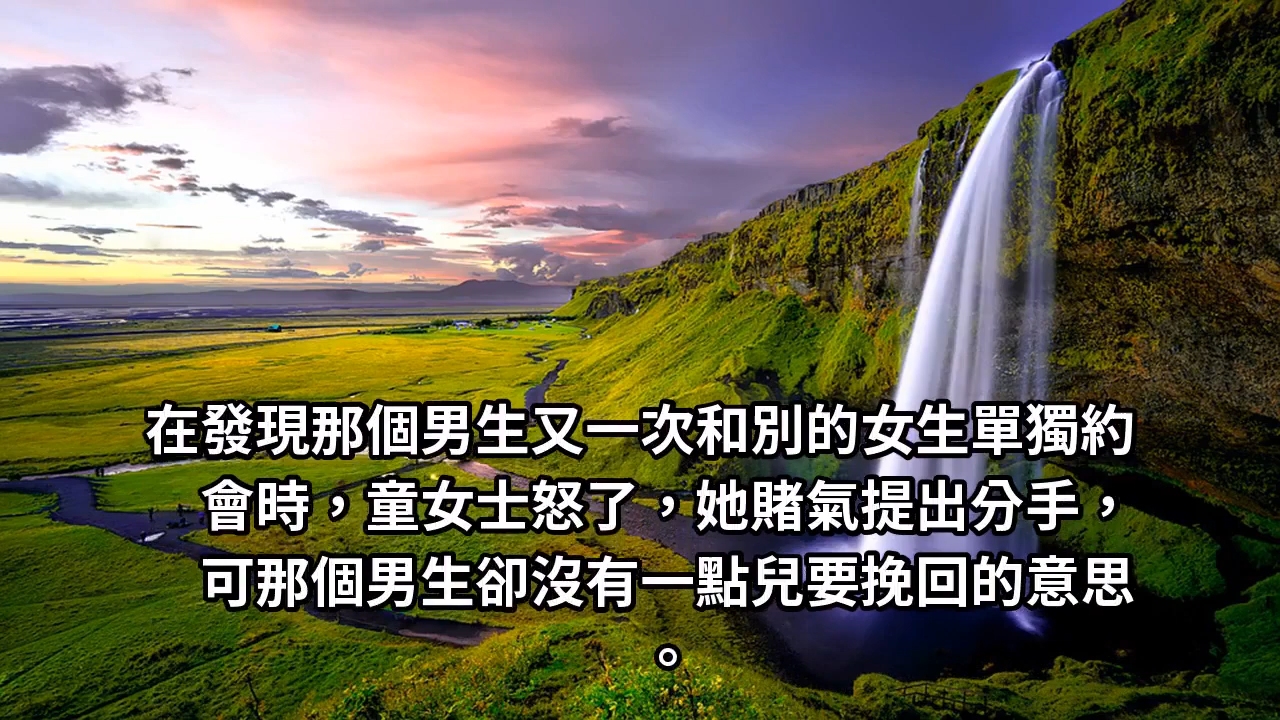 在發現那個男生又一次和別的女生單獨約
會時，童女士怒了，她賭氣提出分手，
可那個男生卻沒有一點兒要挽回的意思
。